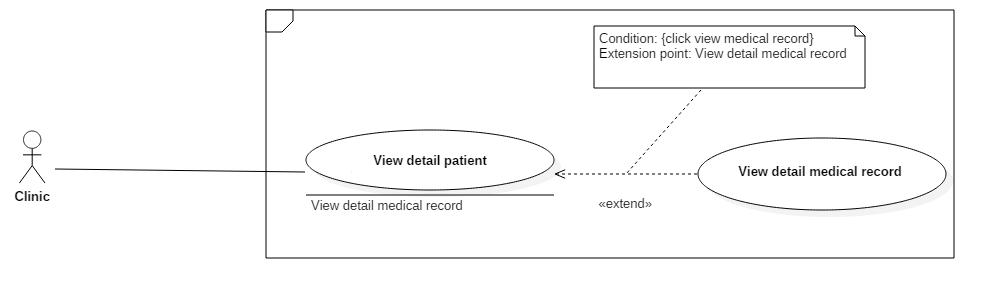 Condition: {click view medical record}
Extension point: View detail medical record
View detail patient
View detail medical record
Clinic
View detail medical record
«extend»